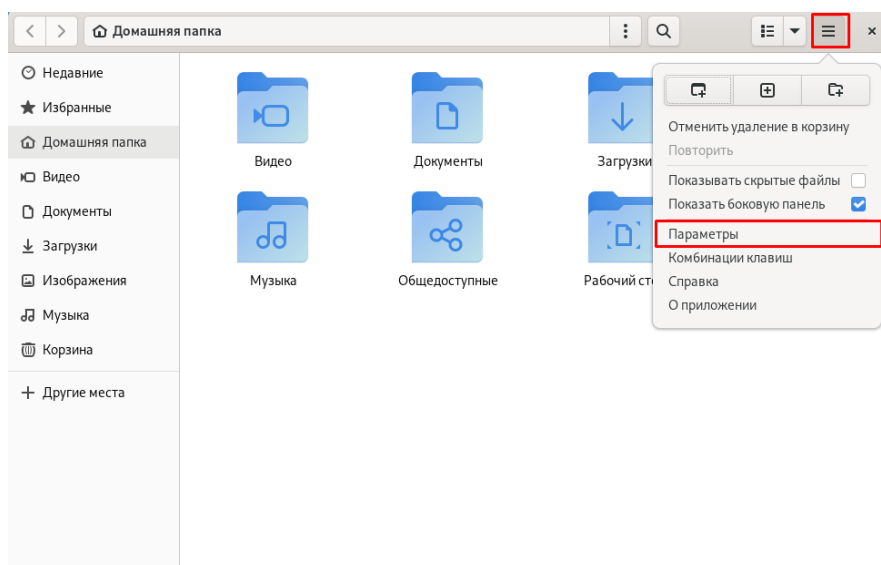 Домашняя папка
Недавние
Избранные
Домашняя папка
Видео
Документы
Загрузки
Изображения
Музыка
Корзина
Другие места
Видео
Документы
Загрузки
Музыка
Общедоступные
Рабочий ст
Отменить удаление в корзину
Повторить
Показывать скрытые файлы
Показать боковую панель
Параметры
Комбинации клавиш
Справка
О приложении